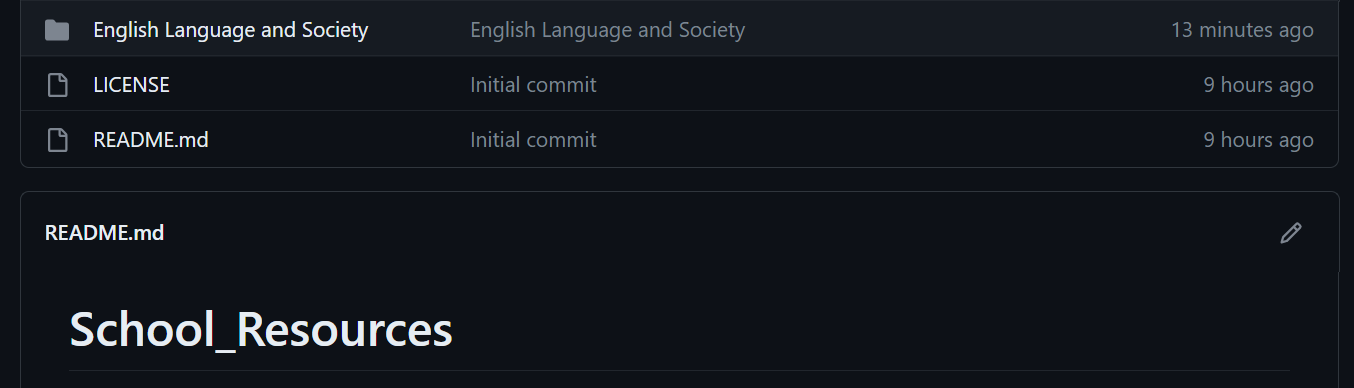 English Language and Society English Language and Society 13 minutes ago
LICENSE Initial commit 9 hours ago
README.md Initial commit 9 hours ago
README.md
School_Resources